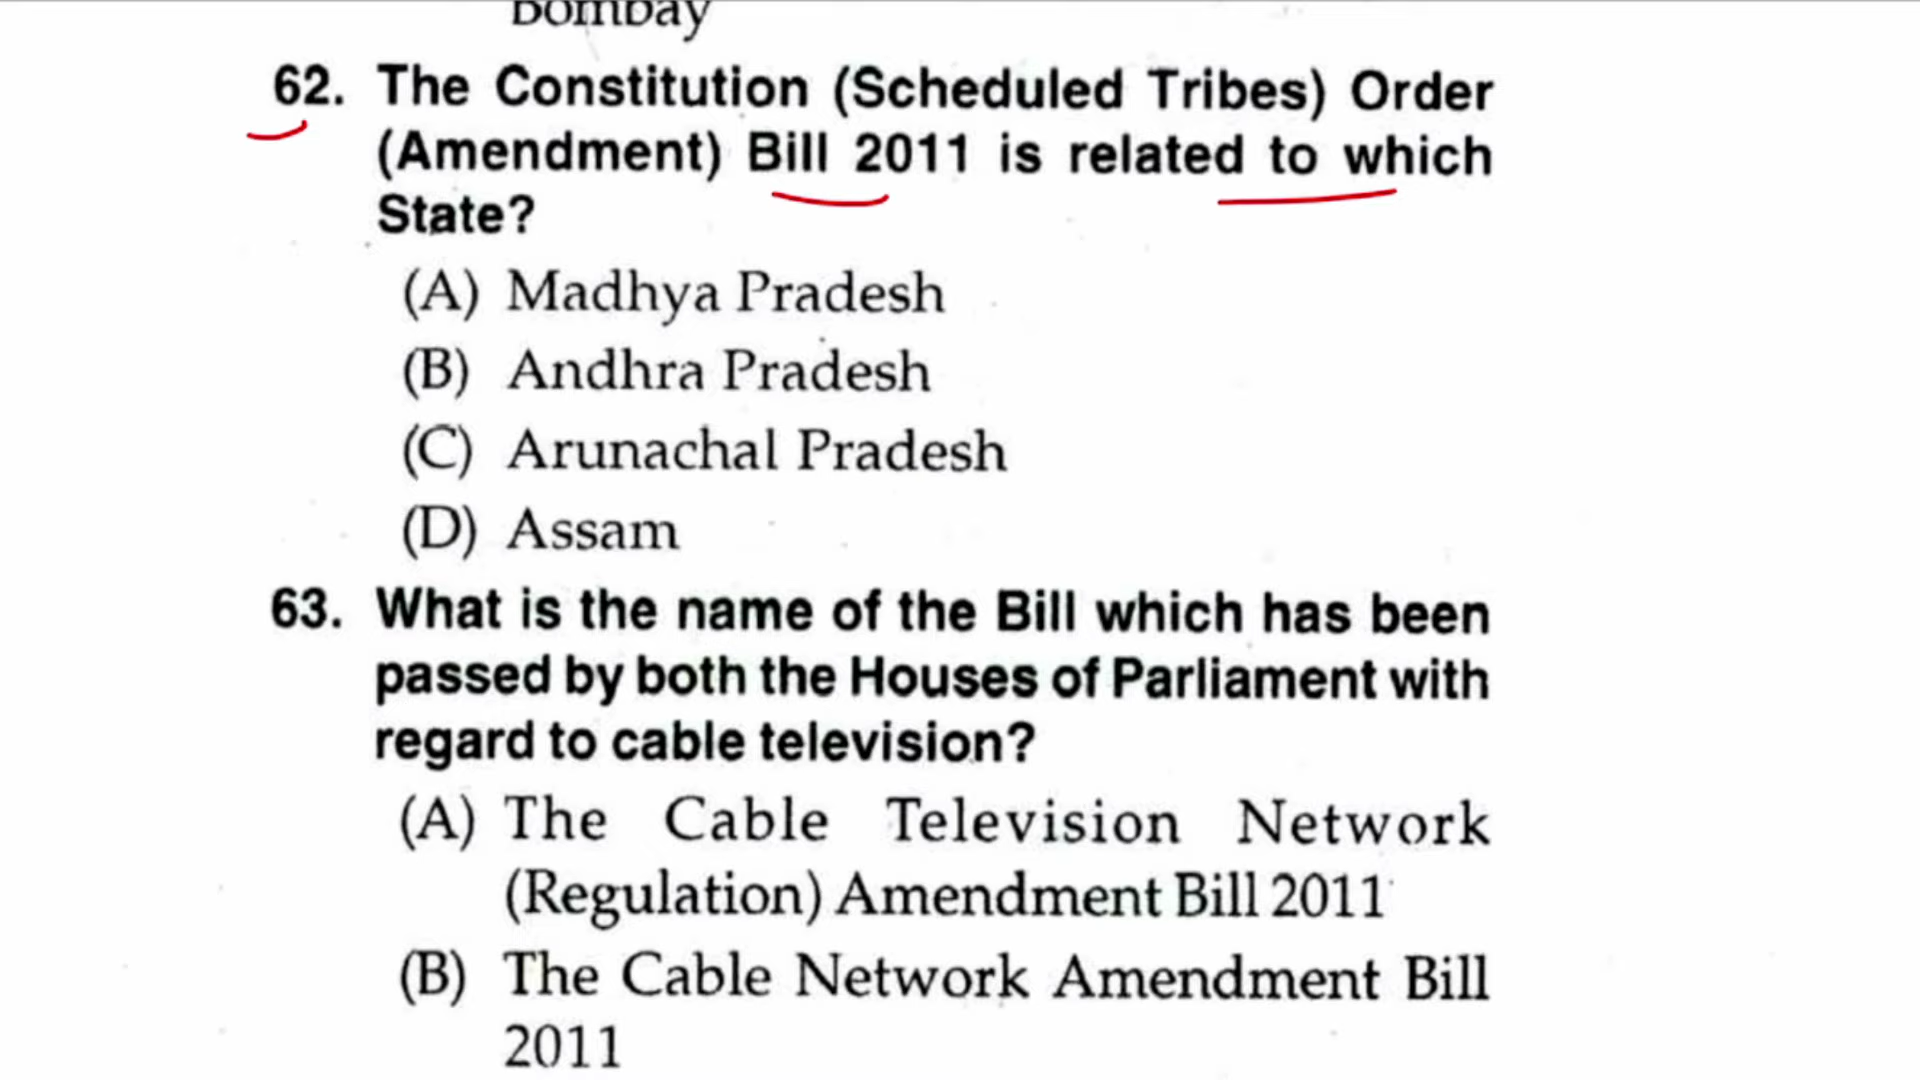 Bombay
62. The Constitution (Scheduled Tribes) Order
(Amendment) Bill 2011 is related to which
State?
(A) Madhya Pradesh
(B) Andhra Pradesh
(C) Arunachal Pradesh
(D) Assam
63. What is the name of the Bill which has been
passed by both the Houses of Parliament with
regard to cable television?
(A) The Cable Television Network
(Regulation) Amendment Bill 2011
(B) The Cable Network Amendment Bill
2011